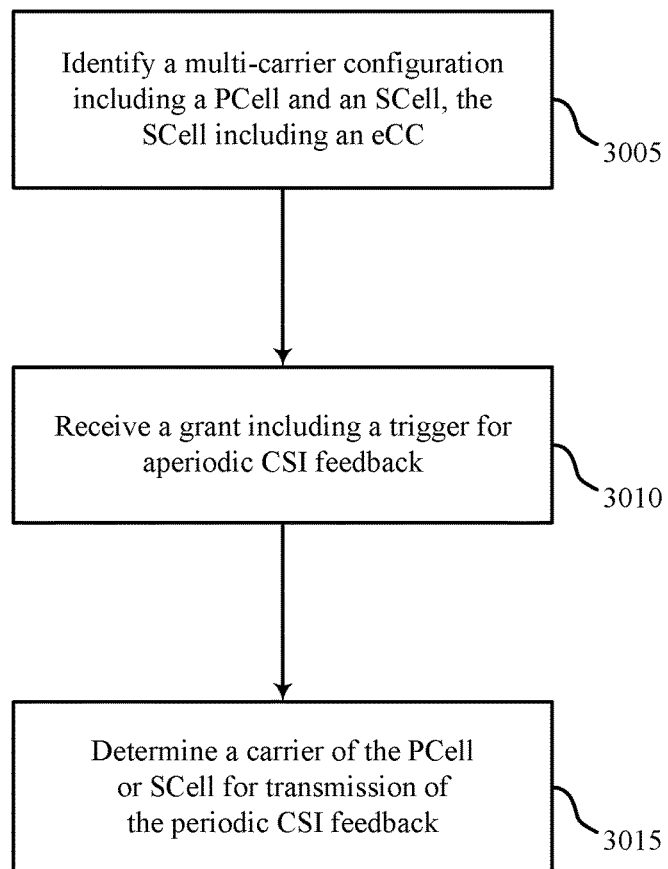 Identify a multi-carrier configuration
including a PCell and an SCell, the
SCell including an eCC
3005
Receive a grant including a trigger for
aperiodic CSI feedback
3010
Determine a carrier of the PCell
or SCell for transmission of
the periodic CSI feedback
3015